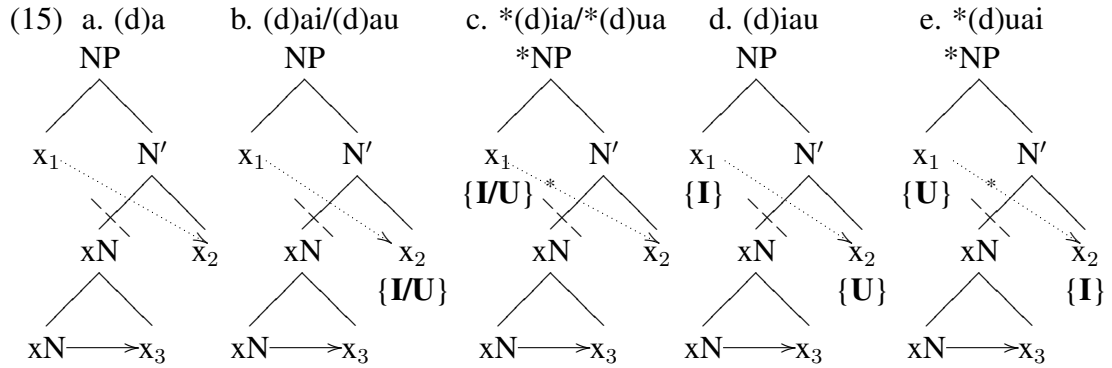 (15) a. (d)a b. (d)ai/(d)au c. *(d)ia/*(d)ua d. (d)iau e. *(d)uai
NP NP *NP NP *NP
x₁ N′ x₁ N′ x₁ N′ x₁ N′ x₁ N′
{I/U} * {I} {U} *
xN x₂ xN x₂ xN x₂ xN x₂ xN x₂
{I/U} {U} {I}
xN x₃ xN x₃ xN x₃ xN x₃ xN x₃